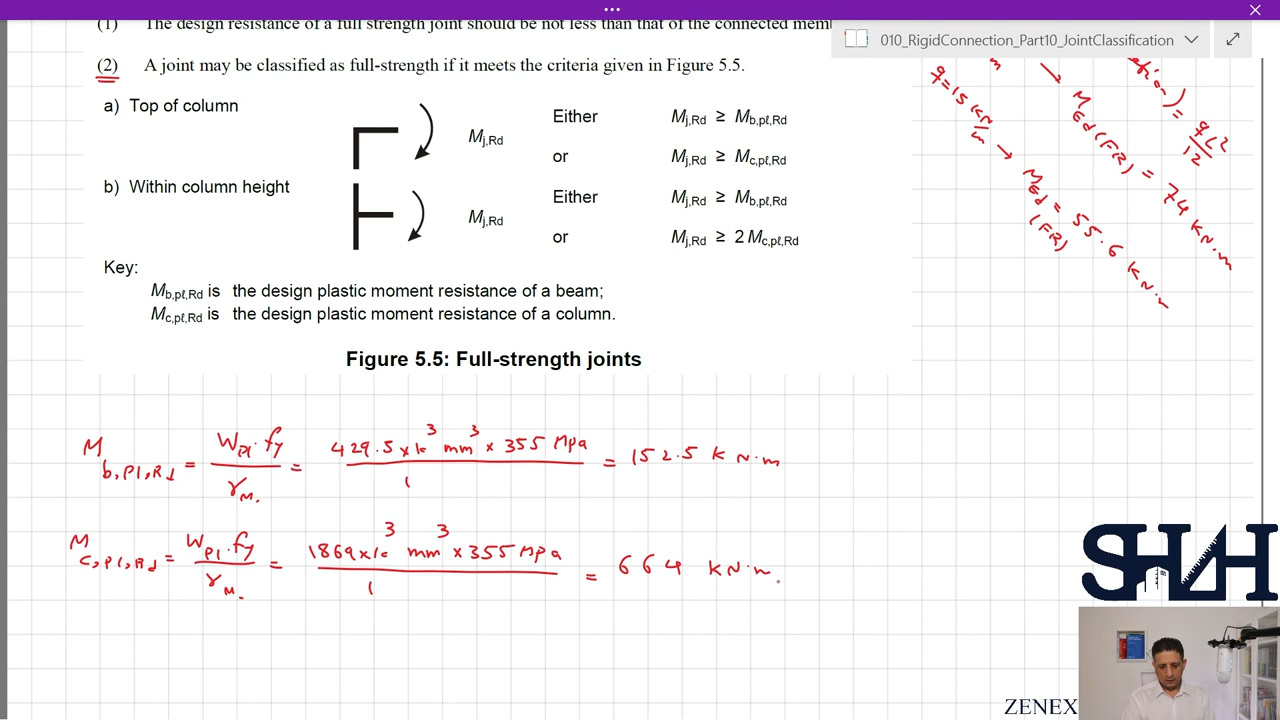 (1) The design resistance of a full strength joint should be not less than that of the connected mem
010_RigidConnection_Part10_JointClassification
(2) A joint may be classified as full-strength if it meets the criteria given in Figure 5.5.
a) Top of column
Mj,Rd
Either Mj,Rd ≥ Mb,pℓ,Rd
or Mj,Rd ≥ Mc,pℓ,Rd
b) Within column height
Mj,Rd
Either Mj,Rd ≥ Mb,pℓ,Rd
or Mj,Rd ≥ 2 Mc,pℓ,Rd
Key:
Mb,pℓ,Rd is the design plastic moment resistance of a beam;
Mc,pℓ,Rd is the design plastic moment resistance of a column.
Figure 5.5: Full-strength joints
= qL²/12
M Ed(FR) = 74 kN.m
q=15 kN/m → M Ed (FR) = 55.6 kN.m
M b,Pl,Rd = WPl.fy/γM. = 429.5×10³ mm³ × 355 MPa / 1 = 152.5 kN.m
M c,Pl,Rd = WPl.fy/γM. = 1869×10³ mm³ × 355 MPa / 1 = 664 kN.m
ZENEX